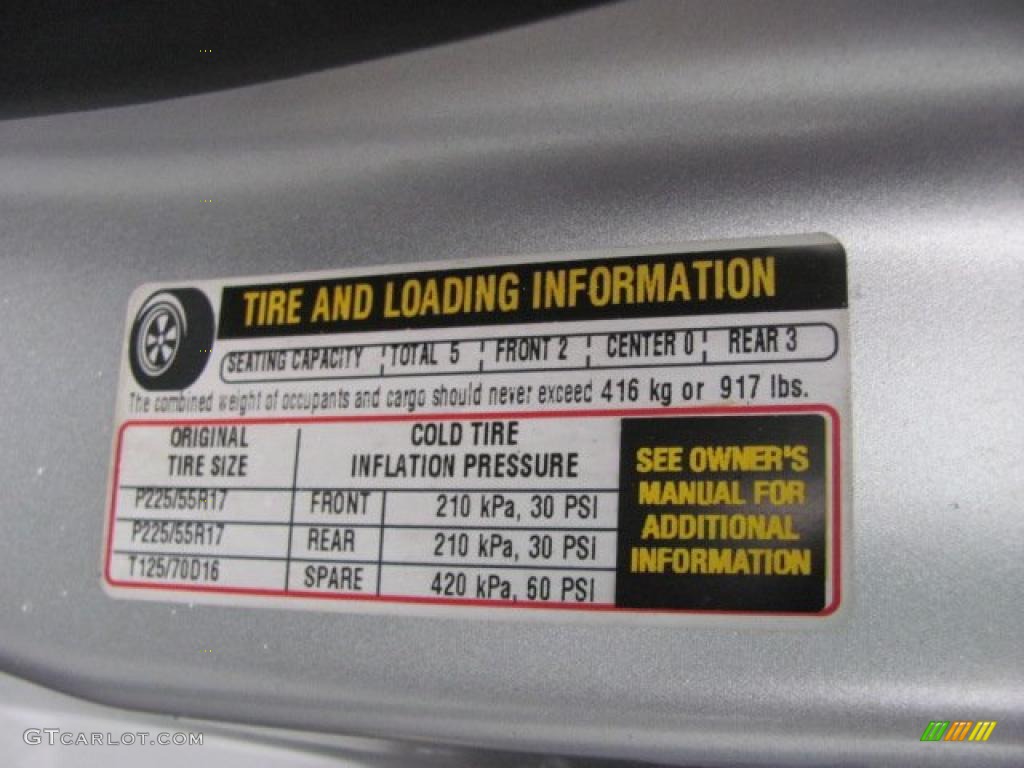 TIRE AND LOADING INFORMATION
SEATING CAPACITY TOTAL 5 FRONT 2 CENTER 0 REAR 3
The combined weight of occupants and cargo should never exceed 416 kg or 917 lbs.
ORIGINAL TIRE SIZE
COLD TIRE INFLATION PRESSURE
P225/55R17 FRONT 210 kPa, 30 PSI
P225/55R17 REAR 210 kPa, 30 PSI
T125/70D16 SPARE 420 kPa, 60 PSI
SEE OWNER'S
MANUAL FOR
ADDITIONAL
INFORMATION
GTCARLOT.COM